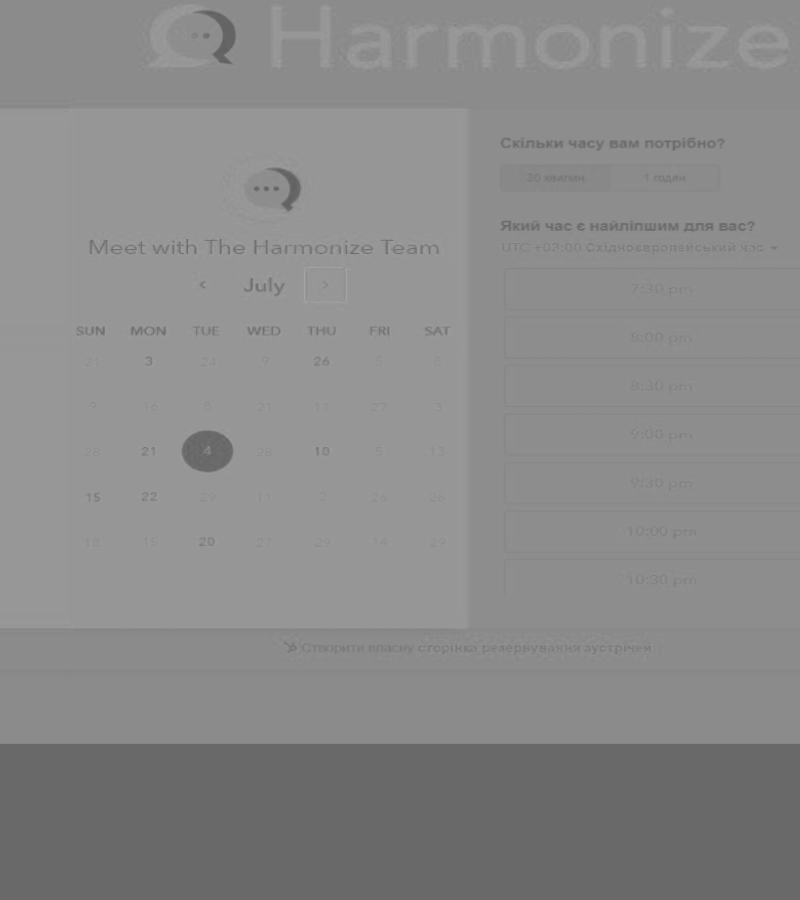 Harmonize
Meet with The Harmonize Team
July
SUN MON TUE WED THU FRI SAT
21 3 24 9 26 5 8
9 16 6 21 12 27 3
28 21 4 28 10 5 13
15 22 29 11 2 26 26
18 15 20 27 29 14 29
Скільки часу вам потрібно?
30 хвилин 1 годин
Який час є найліпшим для вас?
UTC +03:00 Східноєвропейський час
7:30 pm
8:00 pm
8:30 pm
9:00 pm
9:30 pm
10:00 pm
10:30 pm
Створити власну сторінка резервування зустрічей